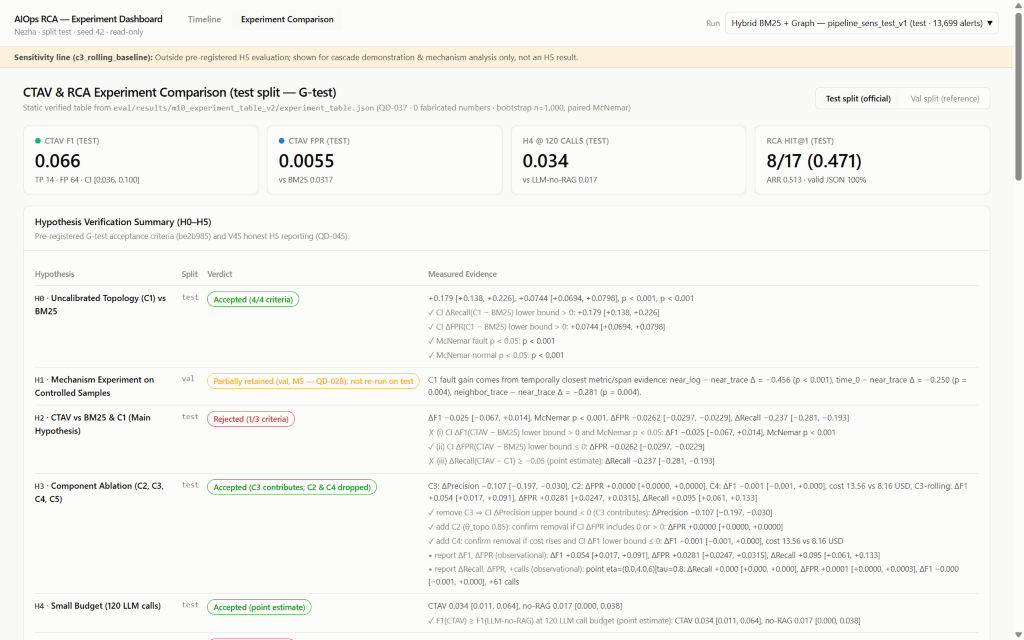 AIOps RCA — Experiment Dashboard
Nezha · split test · seed 42 · read-only
Timeline
Experiment Comparison
Run
Hybrid BM25 + Graph — pipeline_sens_test_v1 (test · 13,699 alerts) ▼
Sensitivity line (c3_rolling_baseline): Outside pre-registered H5 evaluation; shown for cascade demonstration & mechanism analysis only, not an H5 result.
CTAV & RCA Experiment Comparison (test split — G-test)
Static verified table from eval/results/m10_experiment_table_v2/experiment_table.json (QD-037 · 0 fabricated numbers · bootstrap n=1,000, paired McNemar)
Test split (official)
Val split (reference)
CTAV F1 (TEST)
0.066
TP 14 · FP 64 · CI [0.036, 0.100]
CTAV FPR (TEST)
0.0055
vs BM25 0.0317
H4 @ 120 CALLS (TEST)
0.034
vs LLM-no-RAG 0.017
RCA HIT@1 (TEST)
8/17 (0.471)
ARR 0.513 · valid JSON 100%
Hypothesis Verification Summary (H0–H5)
Pre-registered G-test acceptance criteria (be2b985) and V45 honest H5 reporting (QD-045).
Hypothesis Split Verdict Measured Evidence
H0 · Uncalibrated Topology (C1) vs
BM25
test
Accepted (4/4 criteria)
+0.179 [+0.138, +0.226], +0.0744 [+0.0694, +0.0798], p < 0.001, p < 0.001
✓ CI ΔRecall(C1 − BM25) lower bound > 0: +0.179 [+0.138, +0.226]
✓ CI ΔFPR(C1 − BM25) lower bound > 0: +0.0744 [+0.0694, +0.0798]
✓ McNemar fault p < 0.05: p < 0.001
✓ McNemar normal p < 0.05: p < 0.001
H1 · Mechanism Experiment on
Controlled Samples
val
Partially retained (val, M5 — QD-028); not re-run on test
C1 fault gain comes from temporally closest metric/span evidence: near_log − near_trace Δ = −0.456 (p < 0.001), time_0 − near_trace Δ = −0.250 (p =
0.004), neighbor_trace − near_trace Δ = −0.281 (p = 0.004).
H2 · CTAV vs BM25 & C1 (Main
Hypothesis)
test
Rejected (1/3 criteria)
ΔF1 −0.025 [−0.067, +0.014], McNemar p < 0.001, ΔFPR −0.0262 [−0.0297, −0.0229], ΔRecall −0.237 [−0.281, −0.193]
✗ (i) CI ΔF1(CTAV − BM25) lower bound > 0 and McNemar p < 0.05: ΔF1 −0.025 [−0.067, +0.014], McNemar p < 0.001
✓ (ii) CI ΔFPR(CTAV − BM25) lower bound ≤ 0: ΔFPR −0.0262 [−0.0297, −0.0229]
✗ (iii) ΔRecall(CTAV − C1) ≥ −0.05 (point estimate): ΔRecall −0.237 [−0.281, −0.193]
H3 · Component Ablation (C2, C3,
C4, C5)
test
Accepted (C3 contributes; C2 & C4 dropped)
C3: ΔPrecision −0.107 [−0.197, −0.030], C2: ΔFPR +0.0000 [+0.0000, +0.0000], C4: ΔF1 −0.001 [−0.001, +0.000], cost 13.56 vs 8.16 USD, C3-rolling: ΔF1
+0.054 [+0.017, +0.091], ΔFPR +0.0281 [+0.0247, +0.0315], ΔRecall +0.095 [+0.061, +0.133]
✓ remove C3 ⇒ CI ΔPrecision upper bound < 0 (C3 contributes): ΔPrecision −0.107 [−0.197, −0.030]
✓ add C2 (θ_topo 0.85): confirm removal if CI ΔFPR includes 0 or > 0: ΔFPR +0.0000 [+0.0000, +0.0000]
✓ add C4: confirm removal if cost rises and CI ΔF1 lower bound ≤ 0: ΔF1 −0.001 [−0.001, +0.000], cost 13.56 vs 8.16 USD
• report ΔF1, ΔFPR (observational): ΔF1 +0.054 [+0.017, +0.091], ΔFPR +0.0281 [+0.0247, +0.0315], ΔRecall +0.095 [+0.061, +0.133]
• report ΔRecall, ΔFPR, +calls (observational): point eta=(0.0,4.0,6)|tau=0.8: ΔRecall +0.000 [+0.000, +0.000], ΔFPR +0.0001 [+0.0000, +0.0003], ΔF1 −0.000
[−0.001, +0.000], +61 calls
H4 · Small Budget (120 LLM calls)
test
Accepted (point estimate)
CTAV 0.034 [0.011, 0.064], no-RAG 0.017 [0.000, 0.038]
✓ F1(CTAV) ≥ F1(LLM-no-RAG) at 120 LLM call budget (point estimate): CTAV 0.034 [0.011, 0.064], no-RAG 0.017 [0.000, 0.038]